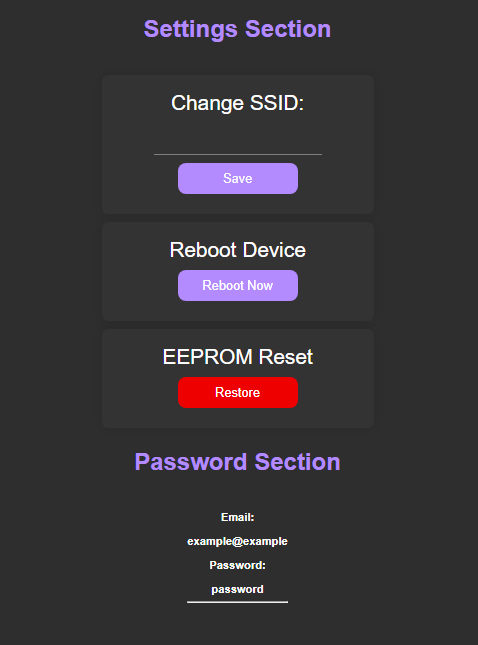 Settings Section
Change SSID:
Save
Reboot Device
Reboot Now
EEPROM Reset
Restore
Password Section
Email:
example@example
Password:
password